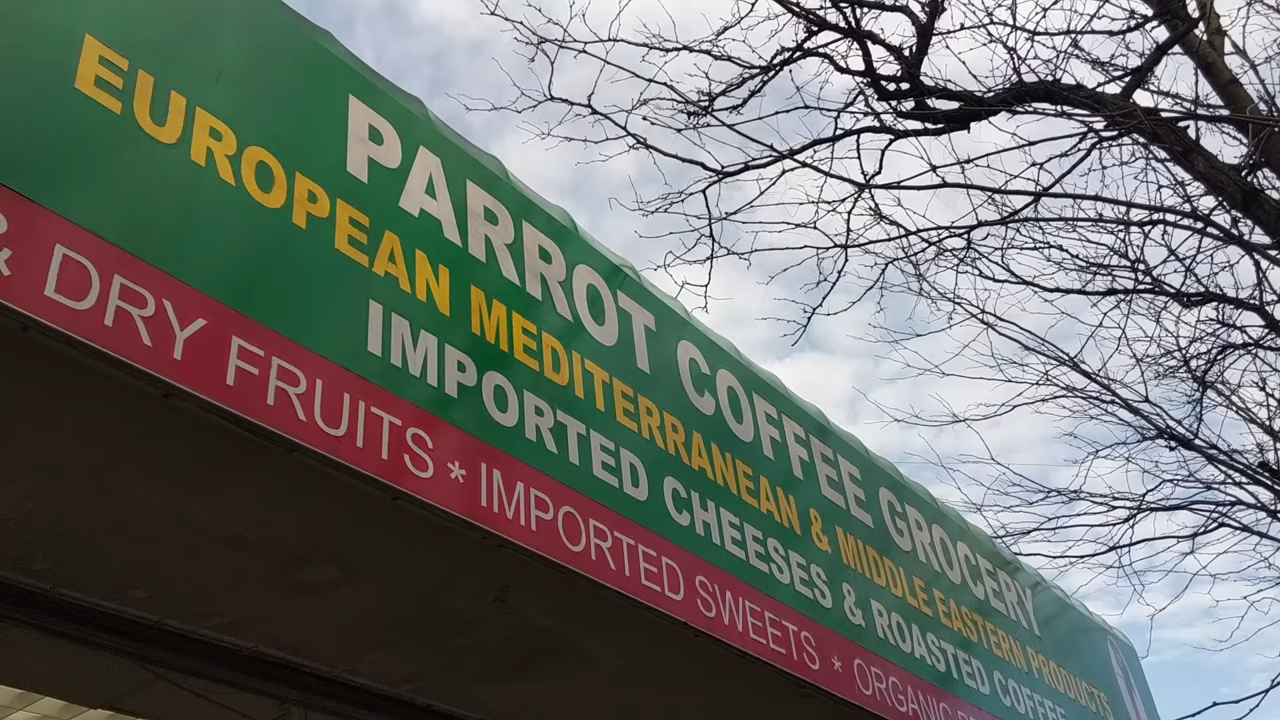 PARROT COFFEE GROCERY
EUROPEAN MEDITERRANEAN & MIDDLE EASTERN PRODUCTS
IMPORTED CHEESES & ROASTED COFFEE
& DRY FRUITS * IMPORTED SWEETS * ORGANIC